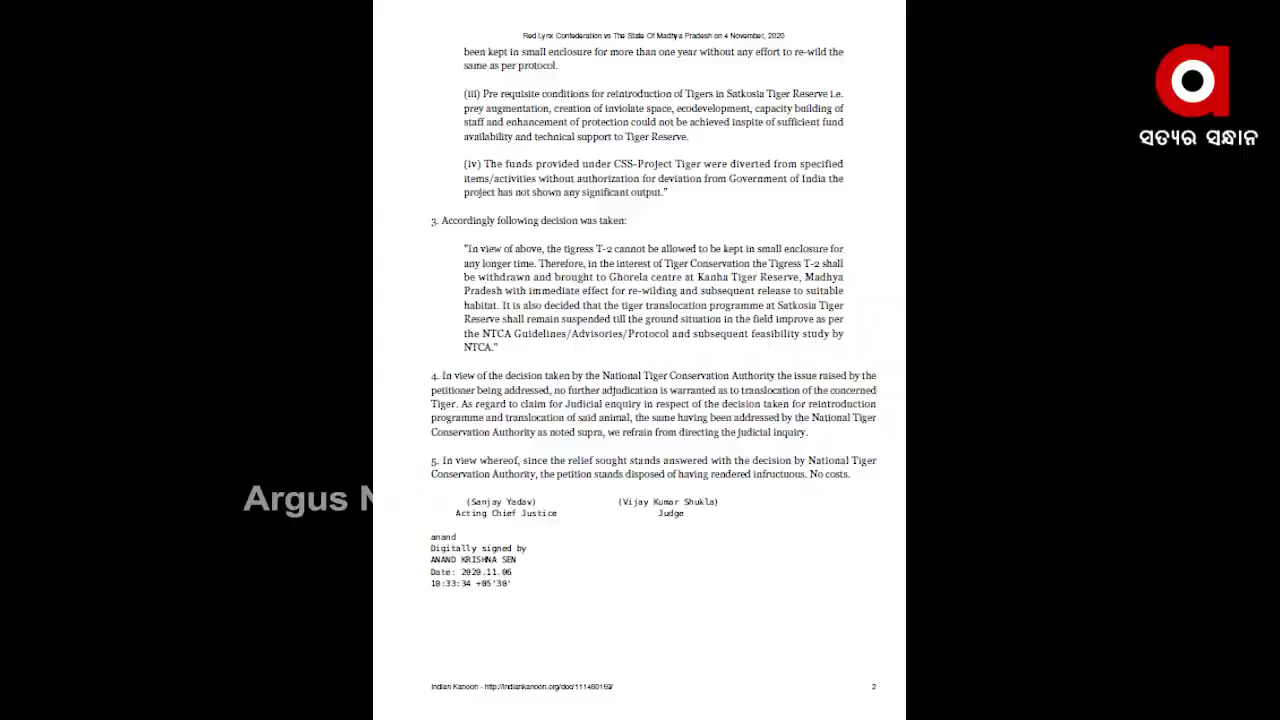 Red Lynx Confederation vs The State Of Madhya Pradesh on 4 November, 2020
been kept in small enclosure for more than one year without any effort to re-wild the
same as per protocol.
(iii) Pre requisite conditions for reintroduction of Tigers in Satkosia Tiger Reserve i.e.
prey augmentation, creation of inviolate space, ecodevelopment, capacity building of
staff and enhancement of protection could not be achieved inspite of sufficient fund
availability and technical support to Tiger Reserve.
(iv) The funds provided under CSS-Project Tiger were diverted from specified
items/activities without authorization for deviation from Government of India the
project has not shown any significant output."
3. Accordingly following decision was taken:
"In view of above, the tigress T-2 cannot be allowed to be kept in small enclosure for
any longer time. Therefore, in the interest of Tiger Conservation the Tigress T-2 shall
be withdrawn and brought to Ghorela centre at Kanha Tiger Reserve, Madhya
Pradesh with immediate effect for re-wilding and subsequent release to suitable
habitat. It is also decided that the tiger translocation programme at Satkosia Tiger
Reserve shall remain suspended till the ground situation in the field improve as per
the NTCA Guidelines/Advisories/Protocol and subsequent feasibility study by
NTCA."
4. In view of the decision taken by the National Tiger Conservation Authority the issue raised by the
petitioner being addressed, no further adjudication is warranted as to translocation of the concerned
Tiger. As regard to claim for Judicial enquiry in respect of the decision taken for reintroduction
programme and translocation of said animal, the same having been addressed by the National Tiger
Conservation Authority as noted supra, we refrain from directing the judicial inquiry.
5. In view whereof, since the relief sought stands answered with the decision by National Tiger
Conservation Authority, the petition stands disposed of having rendered infructuous. No costs.
(Sanjay Yadav) (Vijay Kumar Shukla)
Acting Chief Justice Judge
anand
Digitally signed by
ANAND KRISHNA SEN
Date: 2020.11.06
10:33:34 +05'30'
Indian Kanoon - http://indiankanoon.org/doc/111480159/ 2
ସତ୍ୟର ସନ୍ଧାନ
Argus N